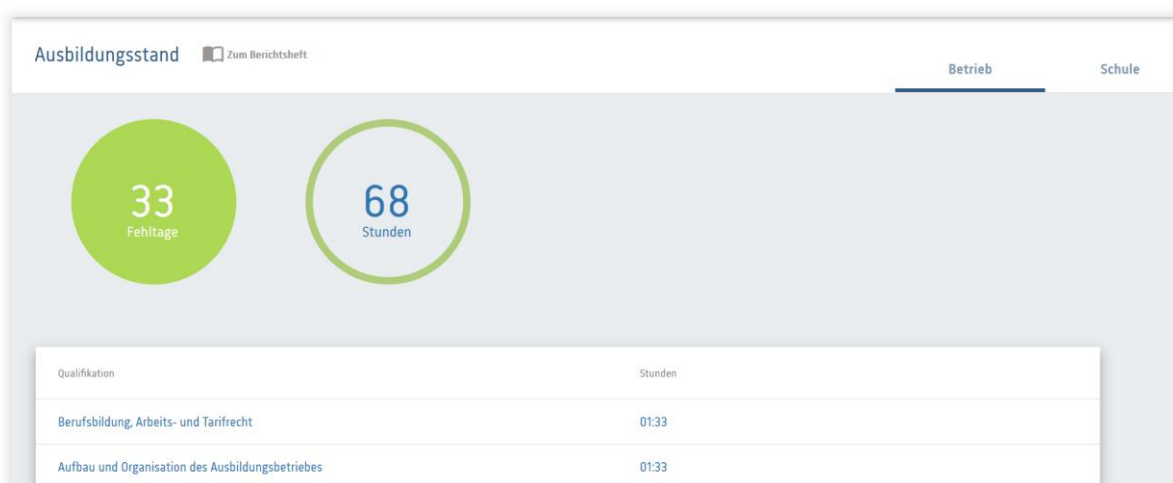 Ausbildungsstand Zum Berichtsheft
Betrieb Schule
33
Fehltage
68
Stunden
Qualifikation Stunden
Berufsbildung, Arbeits- und Tarifrecht 01:33
Aufbau und Organisation des Ausbildungsbetriebes 01:33